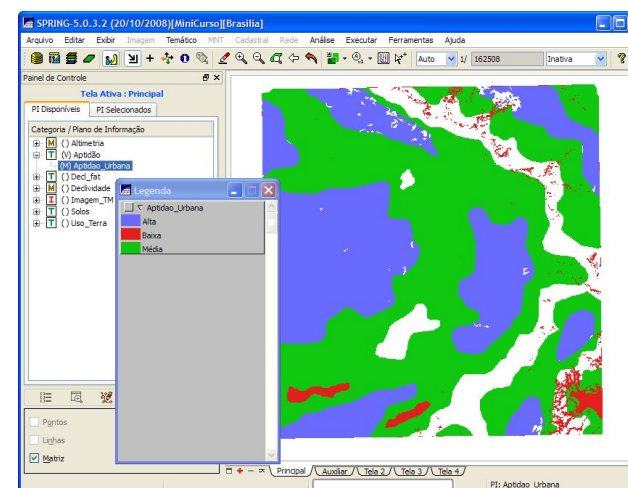 SPRING-5.0.3.2 (20/10/2008)[MiniCurso][Brasilia]
Arquivo Editar Exibir Imagem Temático MNT Cadastral Rede Análise Executar Ferramentas Ajuda
Auto 1/ 162508 Inativa
Painel de Controle
Tela Ativa : Principal
PI Disponíveis PI Selecionados
Categoria / Plano de Informação
M () Altimetria
T (V) Aptidão
(M) Aptidao_Urbana
T () Decl_fat
M () Declividade
I () Imagem_TM
T () Solos
T () Uso_Terra
Legenda
Aptidao_Urbana
Alta
Baixa
Média
Pontos
Linhas
Matriz
Principal Auxiliar Tela 2 Tela 3 Tela 4
PI: Aptidao_Urbana